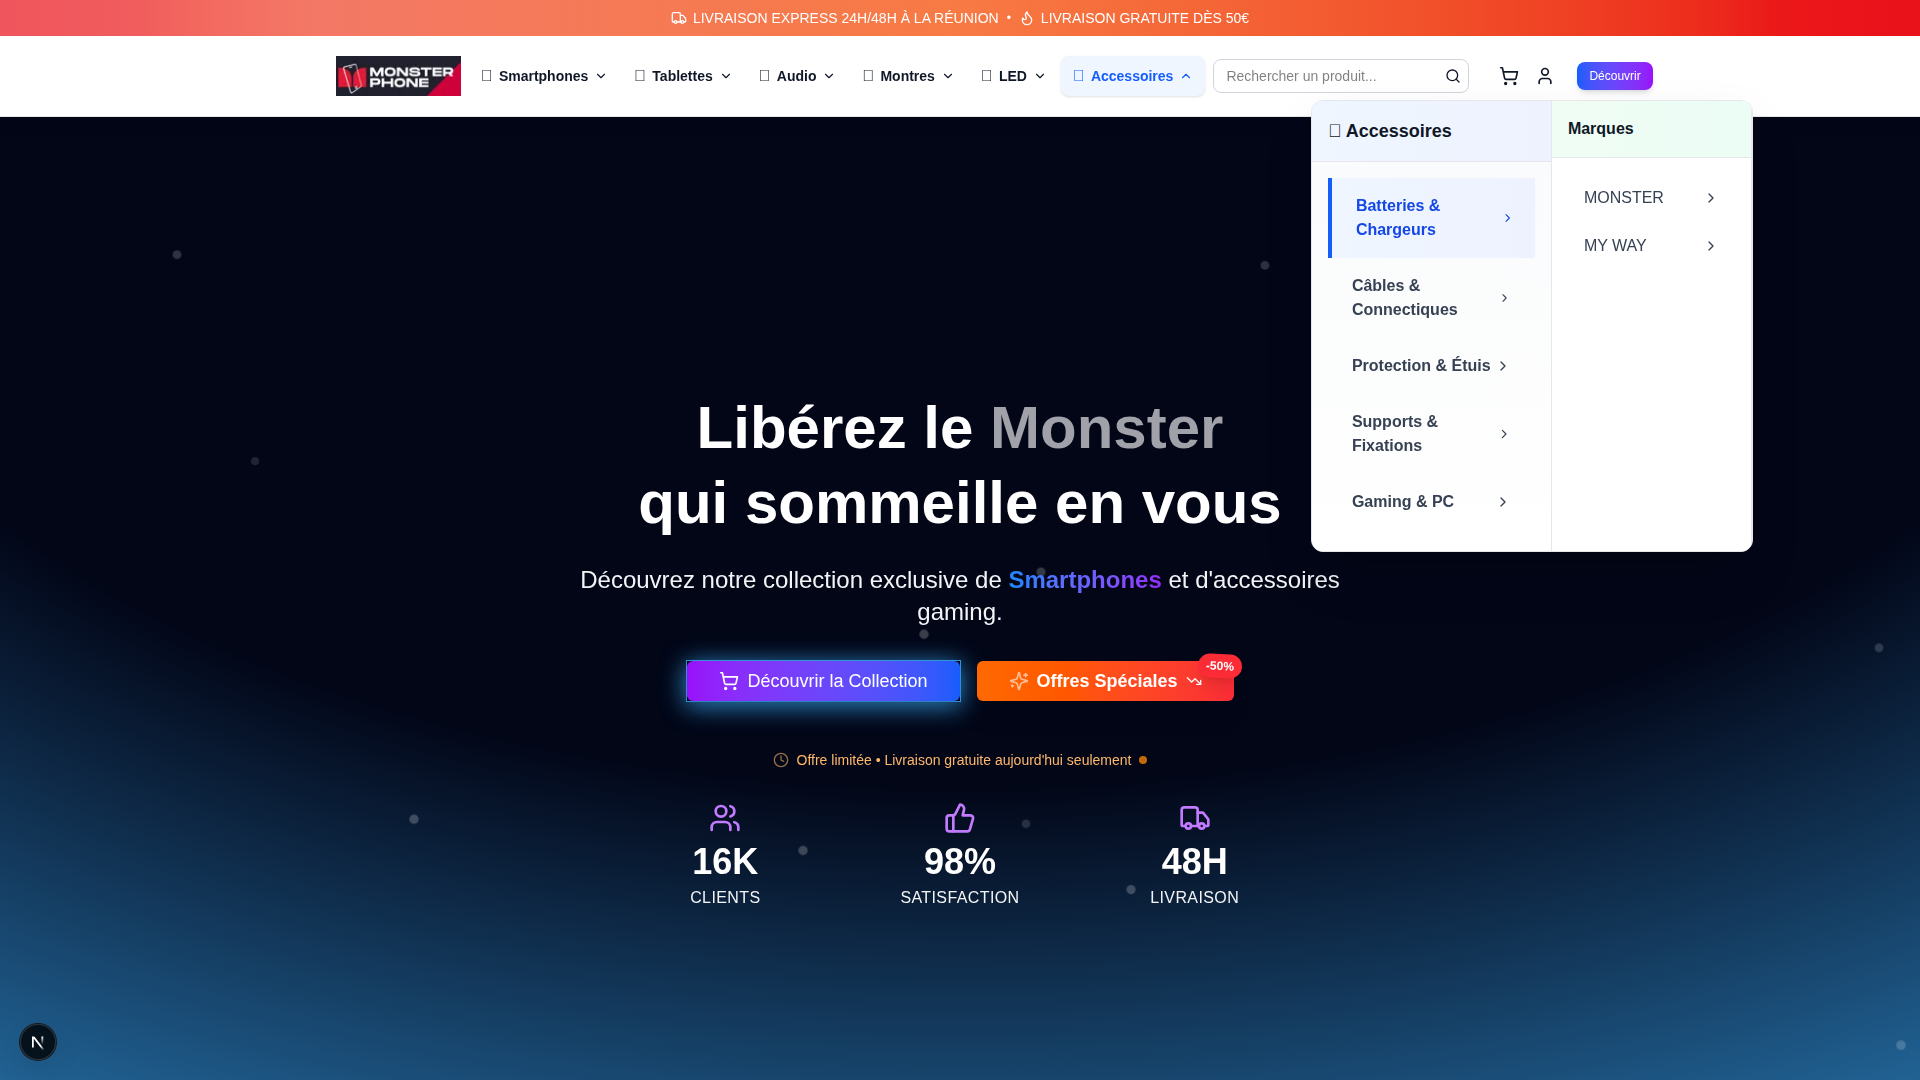 LIVRAISON EXPRESS 24H/48H À LA RÉUNION • LIVRAISON GRATUITE DÈS 50€
MONSTER
PHONE
Smartphones
Tablettes
Audio
Montres
LED
Accessoires
Rechercher un produit...
Découvrir
Accessoires
Batteries &
Chargeurs
Câbles &
Connectiques
Protection & Étuis
Supports &
Fixations
Gaming & PC
Marques
MONSTER
MY WAY
Libérez le Monster
qui sommeille en vous
Découvrez notre collection exclusive de Smartphones et d'accessoires
gaming.
Découvrir la Collection
Offres Spéciales
-50%
Offre limitée • Livraison gratuite aujourd'hui seulement
16K
CLIENTS
98%
SATISFACTION
48H
LIVRAISON
N